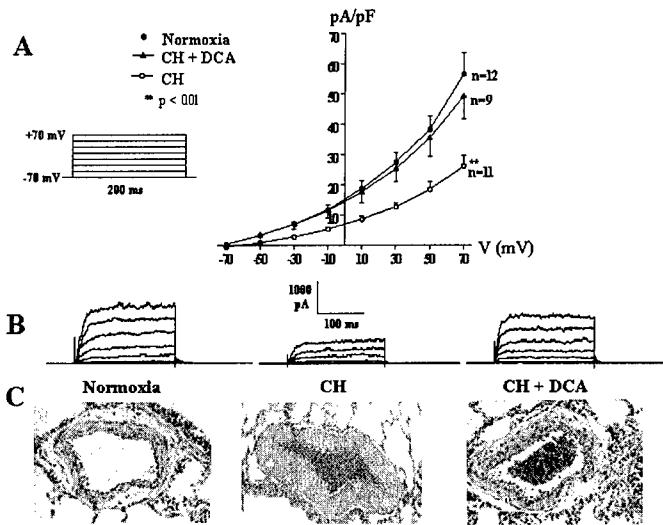 A
pA/pF
Normoxia
CH + DCA
CH
** p < 0.01
+70 mV
-70 mV
200 ms
70
60
50
40
30
20
10
n=12
n=9
**
n=11
-70 -50 -30 -10 10 30 50 70
V (mV)
B
1000
pA
100 ms
Normoxia
CH
CH + DCA
C